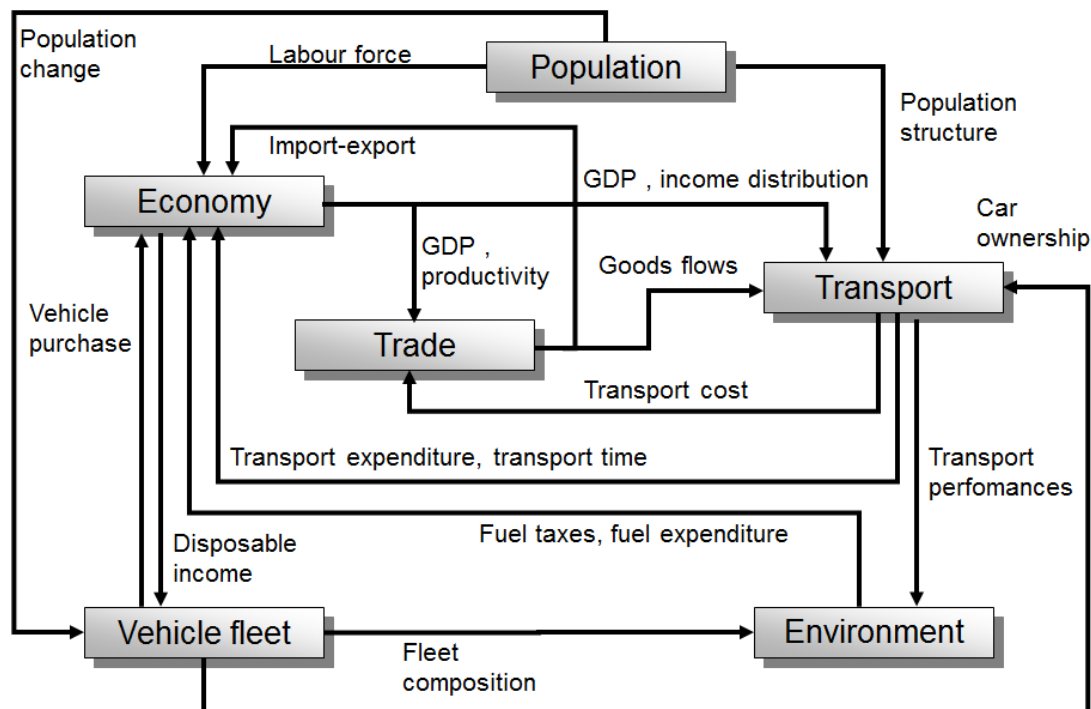 Population
change
Labour force
Population
Population
structure
Import-export
Economy
GDP , income distribution
Car
ownership
GDP ,
productivity
Goods flows
Transport
Vehicle
purchase
Trade
Transport cost
Transport expenditure, transport time
Transport
perfomances
Fuel taxes, fuel expenditure
Disposable
income
Vehicle fleet
Environment
Fleet
composition